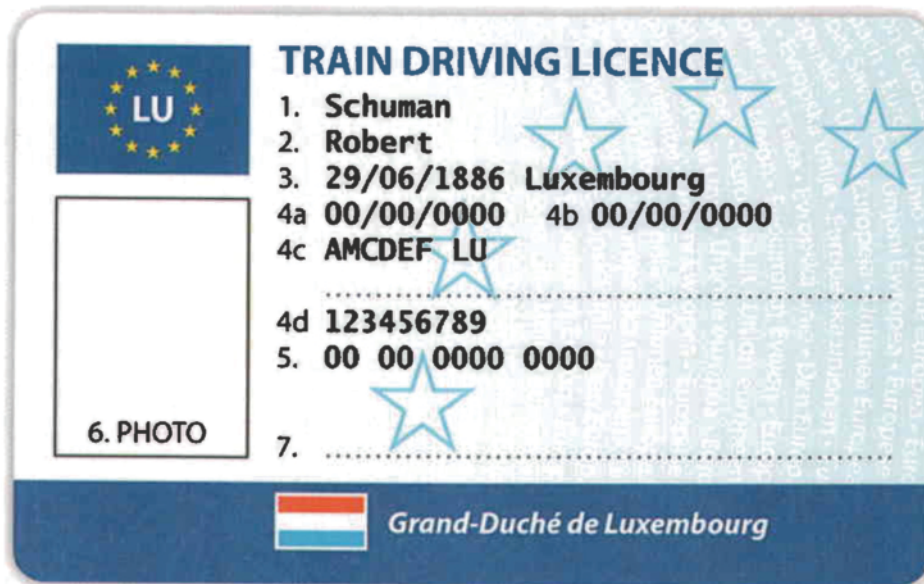 LU
TRAIN DRIVING LICENCE
1. Schuman
2. Robert
3. 29/06/1886 Luxembourg
4a 00/00/0000 4b 00/00/0000
4c AMCDEF LU
4d 123456789
5. 00 00 0000 0000
6. PHOTO
7.
Grand-Duché de Luxembourg